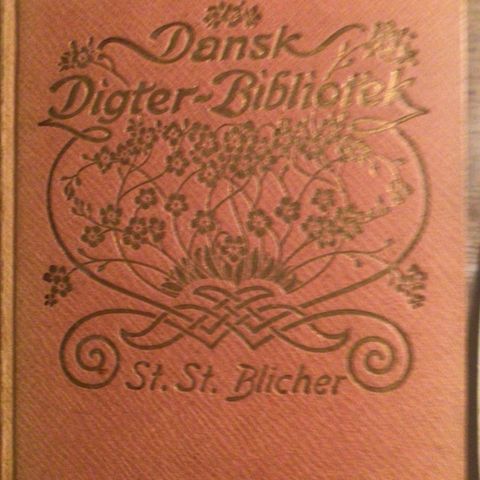 Dansk
Digter-Bibliotek
St. St. Blicher